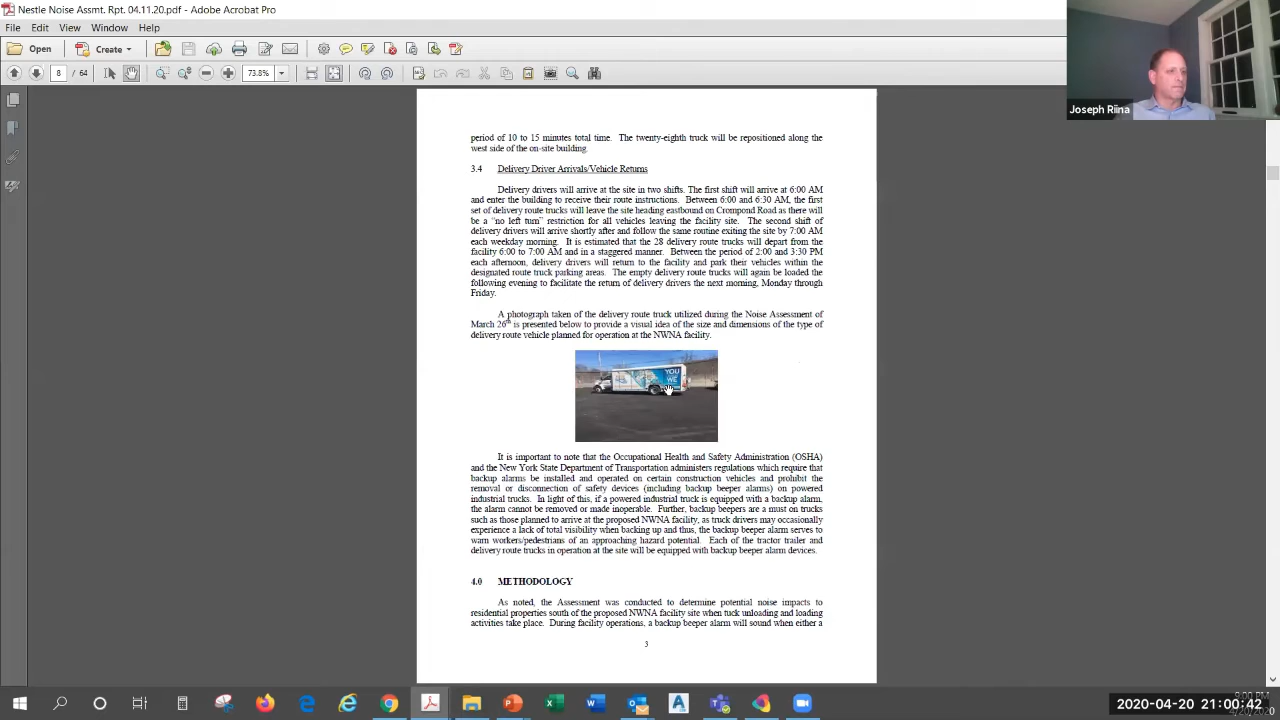 Nestle Noise Assmt. Rpt. 04.11.20.pdf - Adobe Acrobat Pro
File Edit View Window Help
Open Create
8 / 64 73.8%
Joseph Riina
period of 10 to 15 minutes total time. The twenty-eighth truck will be repositioned along the
west side of the on-site building.
3.4 Delivery Driver Arrivals/Vehicle Returns
Delivery drivers will arrive at the site in two shifts. The first shift will arrive at 6:00 AM
and enter the building to receive their route instructions. Between 6:00 and 6:30 AM, the first
set of delivery route trucks will leave the site heading eastbound on Crompond Road as there will
be a “no left turn” restriction for all vehicles leaving the facility site. The second shift of
delivery drivers will arrive shortly after and follow the same routine exiting the site by 7:00 AM
each weekday morning. It is estimated that the 28 delivery route trucks will depart from the
facility 6:00 to 7:00 AM and in a staggered manner. Between the period of 2:00 and 3:30 PM
each afternoon, delivery drivers will return to the facility and park their vehicles within the
designated route truck parking areas. The empty delivery route trucks will again be loaded the
following evening to facilitate the return of delivery drivers the next morning, Monday through
Friday.
A photograph taken of the delivery route truck utilized during the Noise Assessment of
March 26th is presented below to provide a visual idea of the size and dimensions of the type of
delivery route vehicle planned for operation at the NWNA facility.
YOU
WE
It is important to note that the Occupational Health and Safety Administration (OSHA)
and the New York State Department of Transportation administers regulations which require that
backup alarms be installed and operated on certain construction vehicles and prohibit the
removal or disconnection of safety devices (including backup beeper alarms) on powered
industrial trucks. In light of this, if a powered industrial truck is equipped with a backup alarm,
the alarm cannot be removed or made inoperable. Further, backup beepers are a must on trucks
such as those planned to arrive at the proposed NWNA facility, as truck drivers may occasionally
experience a lack of total visibility when backing up and thus, the backup beeper alarm serves to
warn workers/pedestrians of an approaching hazard potential. Each of the tractor trailer and
delivery route trucks in operation at the site will be equipped with backup beeper alarm devices.
4.0 METHODOLOGY
As noted, the Assessment was conducted to determine potential noise impacts to
residential properties south of the proposed NWNA facility site when tuck unloading and loading
activities take place. During facility operations, a backup beeper alarm will sound when either a
3
9:00 PM
2020-04-20 21:00:42